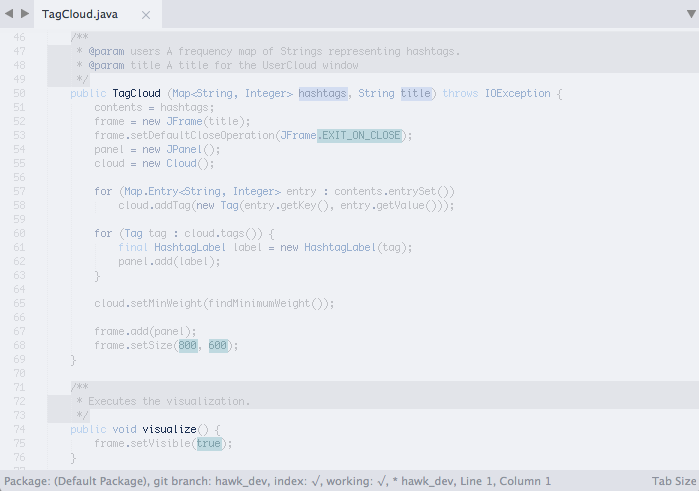 TagCloud.java
46 /**
47 * @param users A frequency map of Strings representing hashtags.
48 * @param title A title for the UserCloud window
49 */
50 public TagCloud (Map<String, Integer> hashtags, String title) throws IOException {
51 contents = hashtags;
52 frame = new JFrame(title);
53 frame.setDefaultCloseOperation(JFrame.EXIT_ON_CLOSE);
54 panel = new JPanel();
55 cloud = new Cloud();
56
57 for (Map.Entry<String, Integer> entry : contents.entrySet())
58 cloud.addTag(new Tag(entry.getKey(), entry.getValue()));
59
60 for (Tag tag : cloud.tags()) {
61 final HashtagLabel label = new HashtagLabel(tag);
62 panel.add(label);
63 }
64
65 cloud.setMinWeight(findMinimumWeight());
66
67 frame.add(panel);
68 frame.setSize(800, 600);
69 }
70
71 /**
72 * Executes the visualization.
73 */
74 public void visualize() {
75 frame.setVisible(true);
76 }
Package: (Default Package), git branch: hawk_dev, index: √, working: √, * hawk_dev, Line 1, Column 1 Tab Size